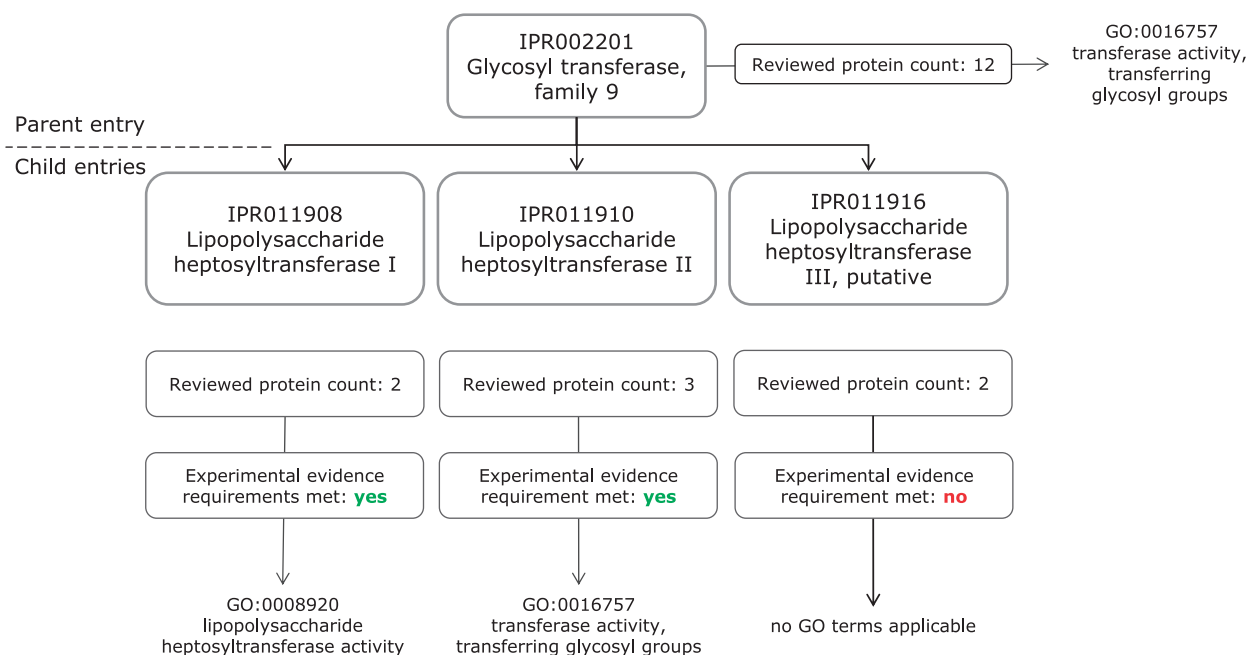 IPR002201
Glycosyl transferase,
family 9
Reviewed protein count: 12
GO:0016757
transferase activity,
transferring
glycosyl groups
Parent entry
Child entries
IPR011908
Lipopolysaccharide
heptosyltransferase I
IPR011910
Lipopolysaccharide
heptosyltransferase II
IPR011916
Lipopolysaccharide
heptosyltransferase
III, putative
Reviewed protein count: 2
Reviewed protein count: 3
Reviewed protein count: 2
Experimental evidence
requirements met: yes
Experimental evidence
requirement met: yes
Experimental evidence
requirement met: no
GO:0008920
lipopolysaccharide
heptosyltransferase activity
GO:0016757
transferase activity,
transferring glycosyl groups
no GO terms applicable